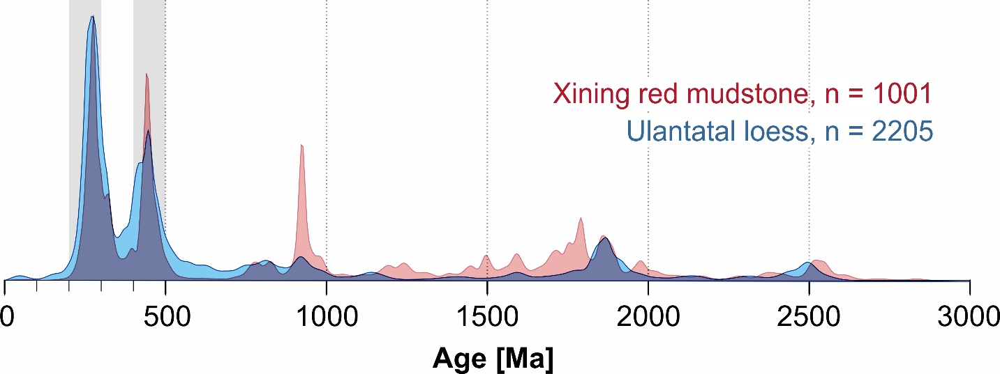 Xining red mudstone, n = 1001
Ulantatal loess, n = 2205
0 500 1000 1500 2000 2500 3000
Age [Ma]